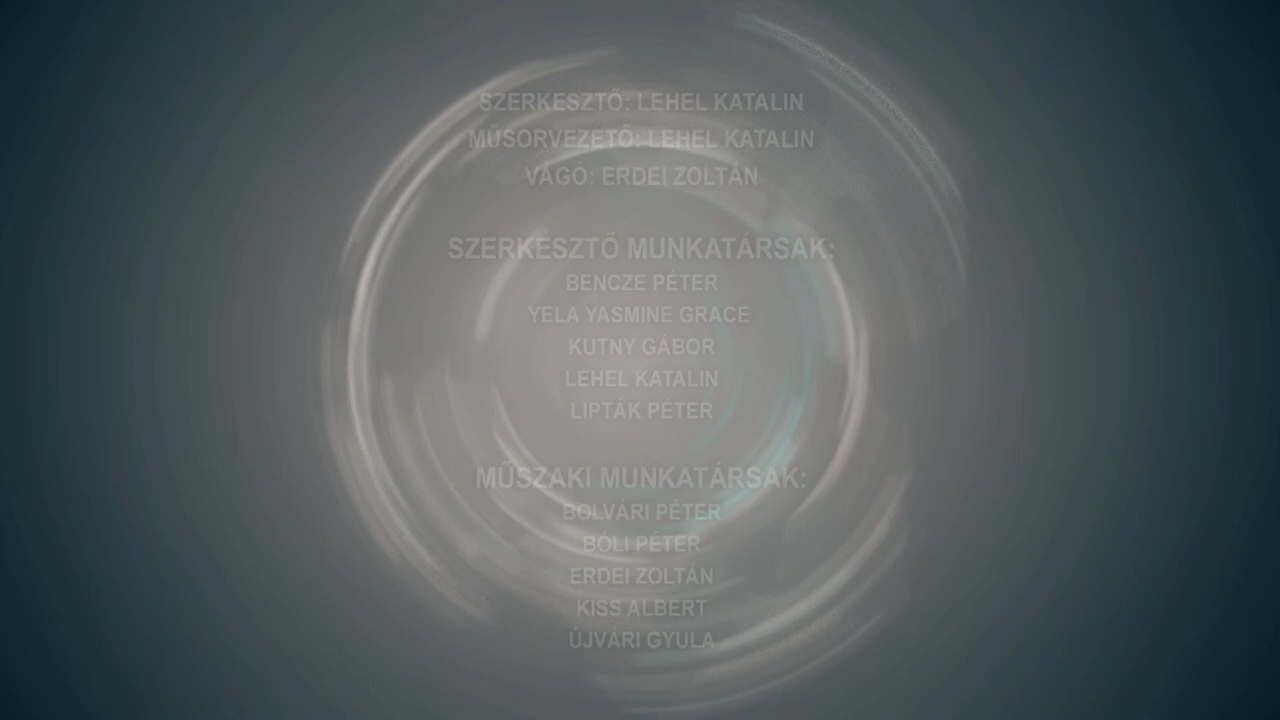 SZERKESZTŐ: LEHEL KATALIN
MŰSORVEZETŐ: LEHEL KATALIN
VÁGÓ: ERDEI ZOLTÁN
SZERKESZTŐ MUNKATÁRSAK:
BENCZE PÉTER
YELA YASMINE GRACE
KUTNY GÁBOR
LEHEL KATALIN
LIPTÁK PÉTER
MŰSZAKI MUNKATÁRSAK:
BOLVÁRI PÉTER
BÓLI PÉTER
ERDEI ZOLTÁN
KISS ALBERT
ÚJVÁRI GYULA